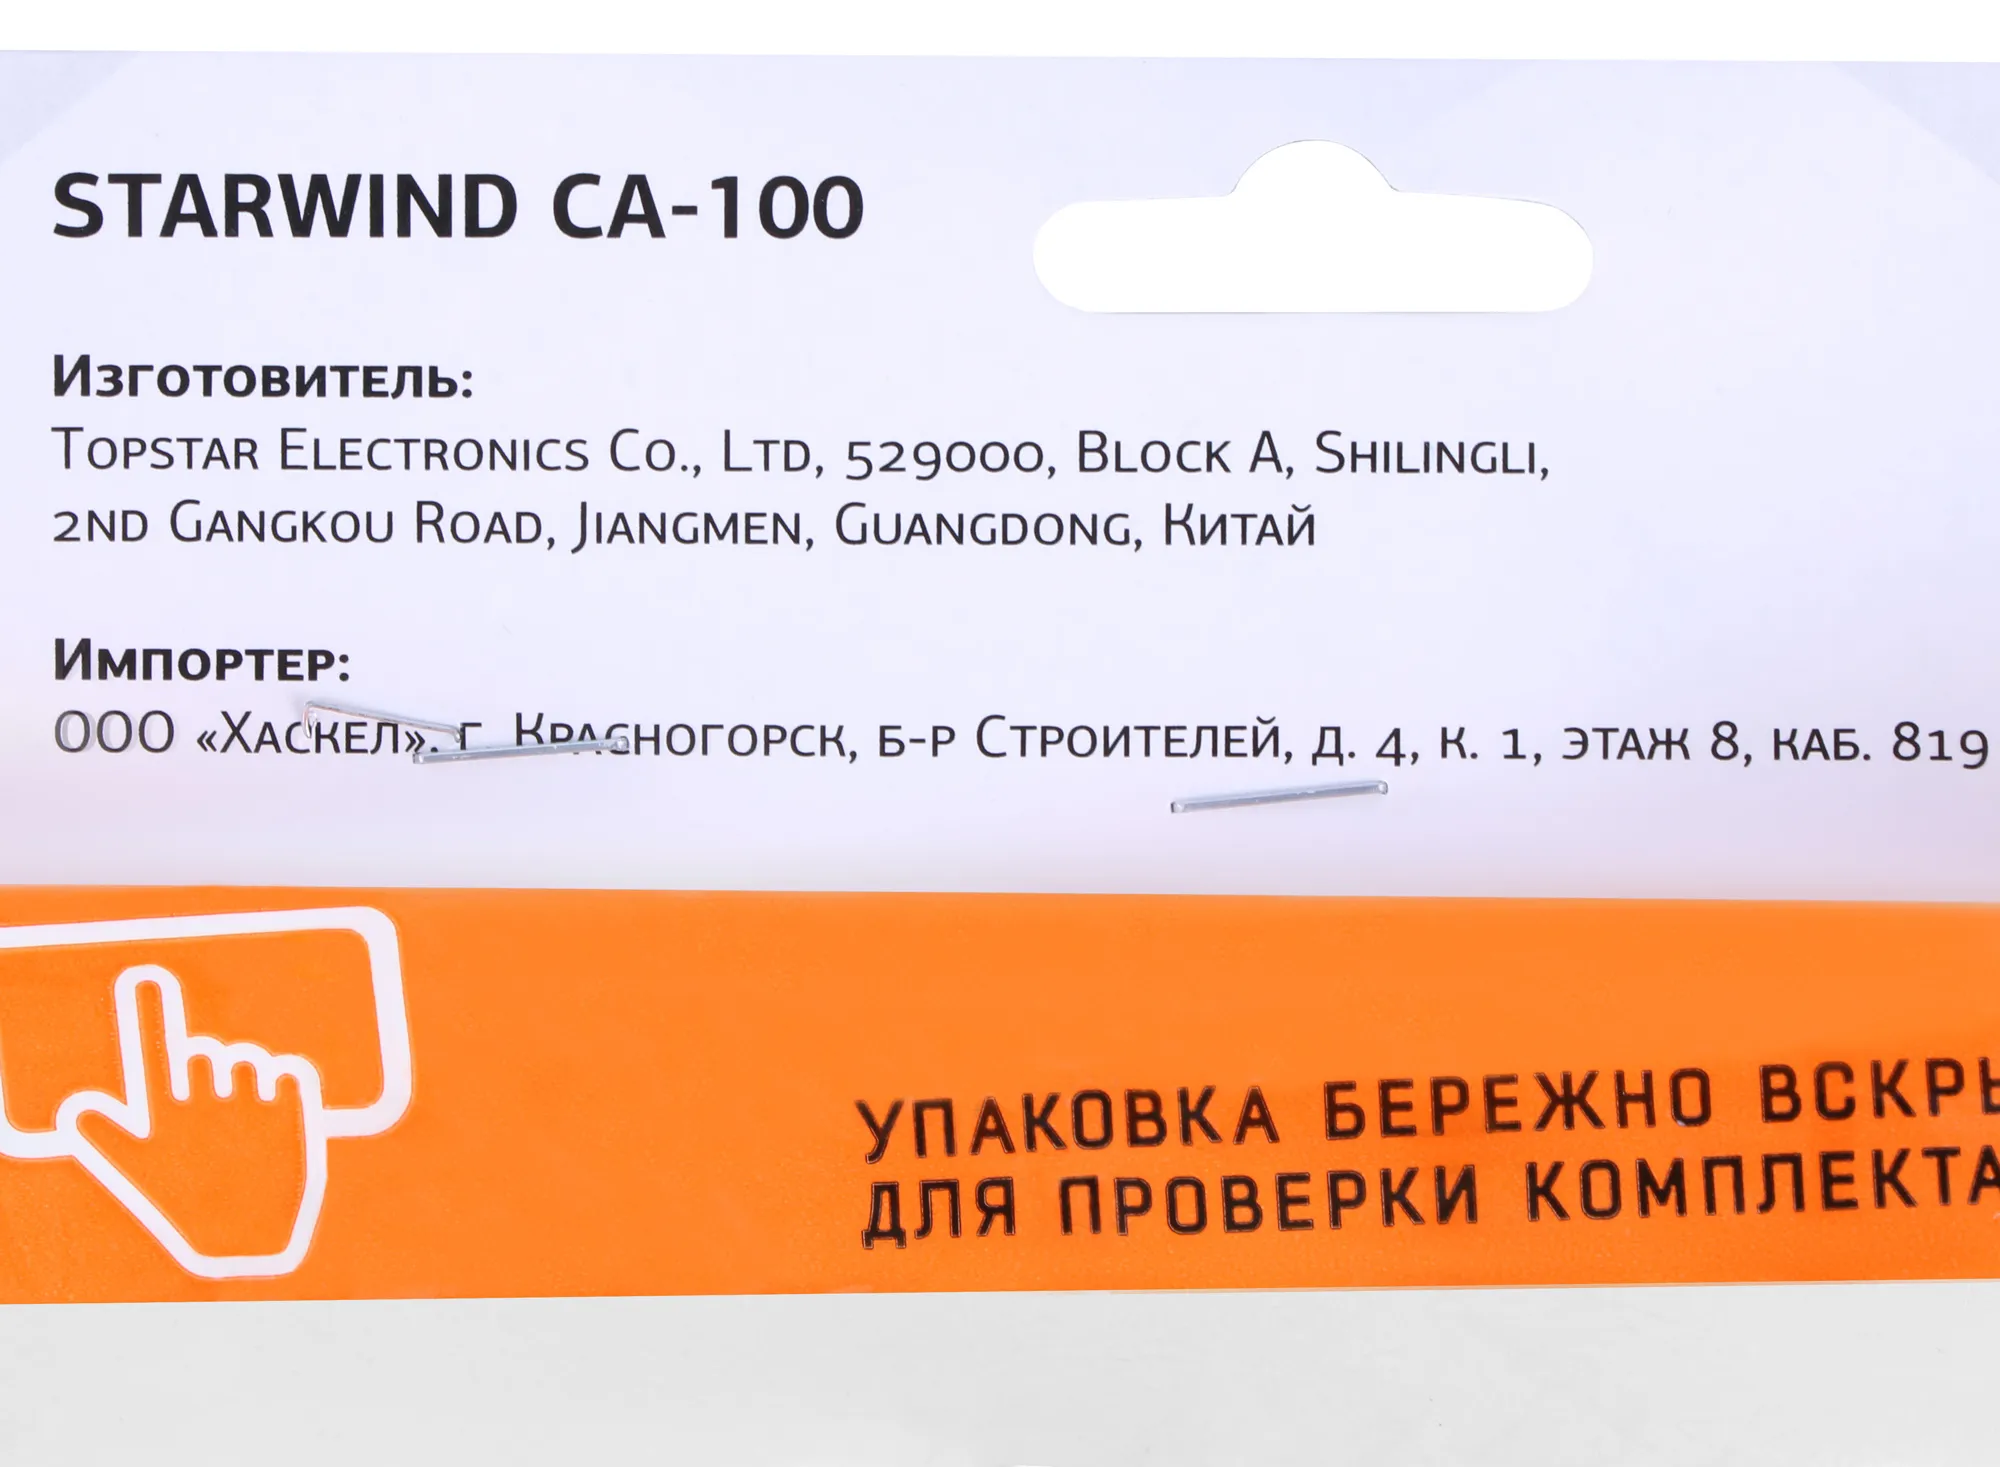 STARWIND CA-100
Изготовитель:
Topstar Electronics Co., Ltd, 529000, Block A, Shilingli,
2nd Gangkou Road, Jiangmen, Guangdong, Китай
Импортер:
ООО «Хаскел», г. Красногорск, б-р Строителей, д. 4, к. 1, этаж 8, каб. 819
УПАКОВКА БЕРЕЖНО ВСКРЫ
ДЛЯ ПРОВЕРКИ КОМПЛЕКТА